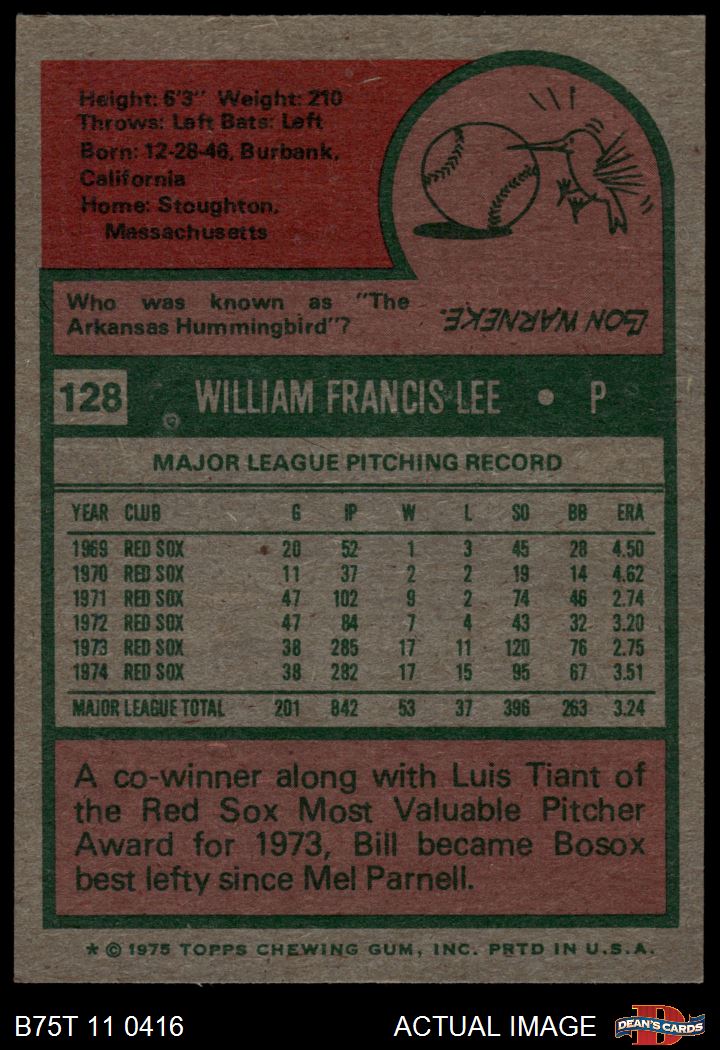 Height: 6'3" Weight: 210
Throws: Left Bats: Left
Born: 12-28-46, Burbank,
California
Home: Stoughton,
Massachusetts
Who was known as "The
Arkansas Hummingbird"?
LON WARNEKE.
128 WILLIAM FRANCIS LEE • P
MAJOR LEAGUE PITCHING RECORD
YEAR CLUB G IP W L SO BB ERA
1969 RED SOX 20 52 1 3 45 28 4.50
1970 RED SOX 11 37 2 2 19 14 4.62
1971 RED SOX 47 102 9 2 74 46 2.74
1972 RED SOX 47 84 7 4 43 32 3.20
1973 RED SOX 38 285 17 11 120 76 2.75
1974 RED SOX 38 282 17 15 95 67 3.51
MAJOR LEAGUE TOTAL 201 842 53 37 396 263 3.24
A co-winner along with Luis Tiant of
the Red Sox Most Valuable Pitcher
Award for 1973, Bill became Bosox
best lefty since Mel Parnell.
* © 1975 TOPPS CHEWING GUM, INC. PRTD IN U.S.A.
B75T 11 0416 ACTUAL IMAGE
D
DEAN'S CARDS